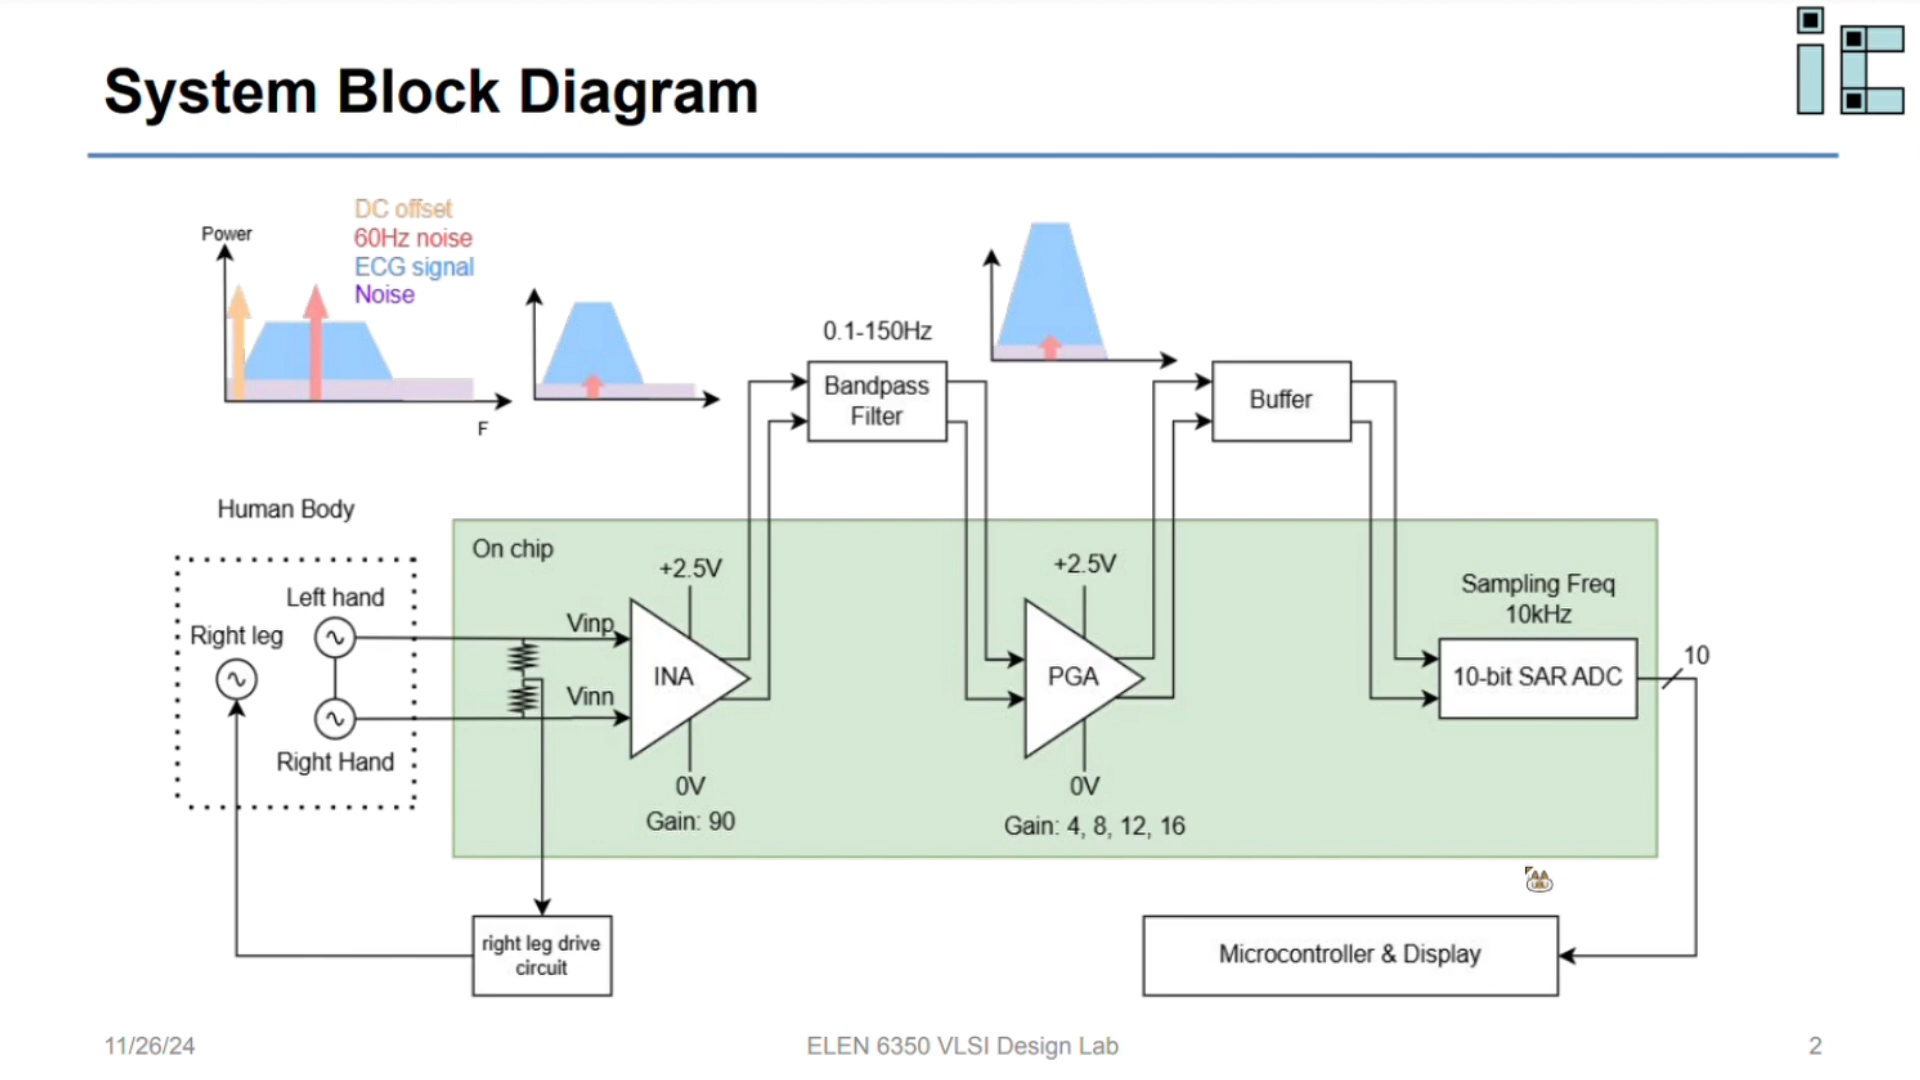 System Block Diagram
DC offset
60Hz noise
ECG signal
Noise
Power
F
0.1-150Hz
Bandpass
Filter
Buffer
Human Body
On chip
Left hand
Right leg
Right Hand
Vinp
Vinn
+2.5V
INA
0V
Gain: 90
+2.5V
PGA
0V
Gain: 4, 8, 12, 16
Sampling Freq
10kHz
10-bit SAR ADC
10
right leg drive
circuit
Microcontroller & Display
11/26/24
ELEN 6350 VLSI Design Lab
2